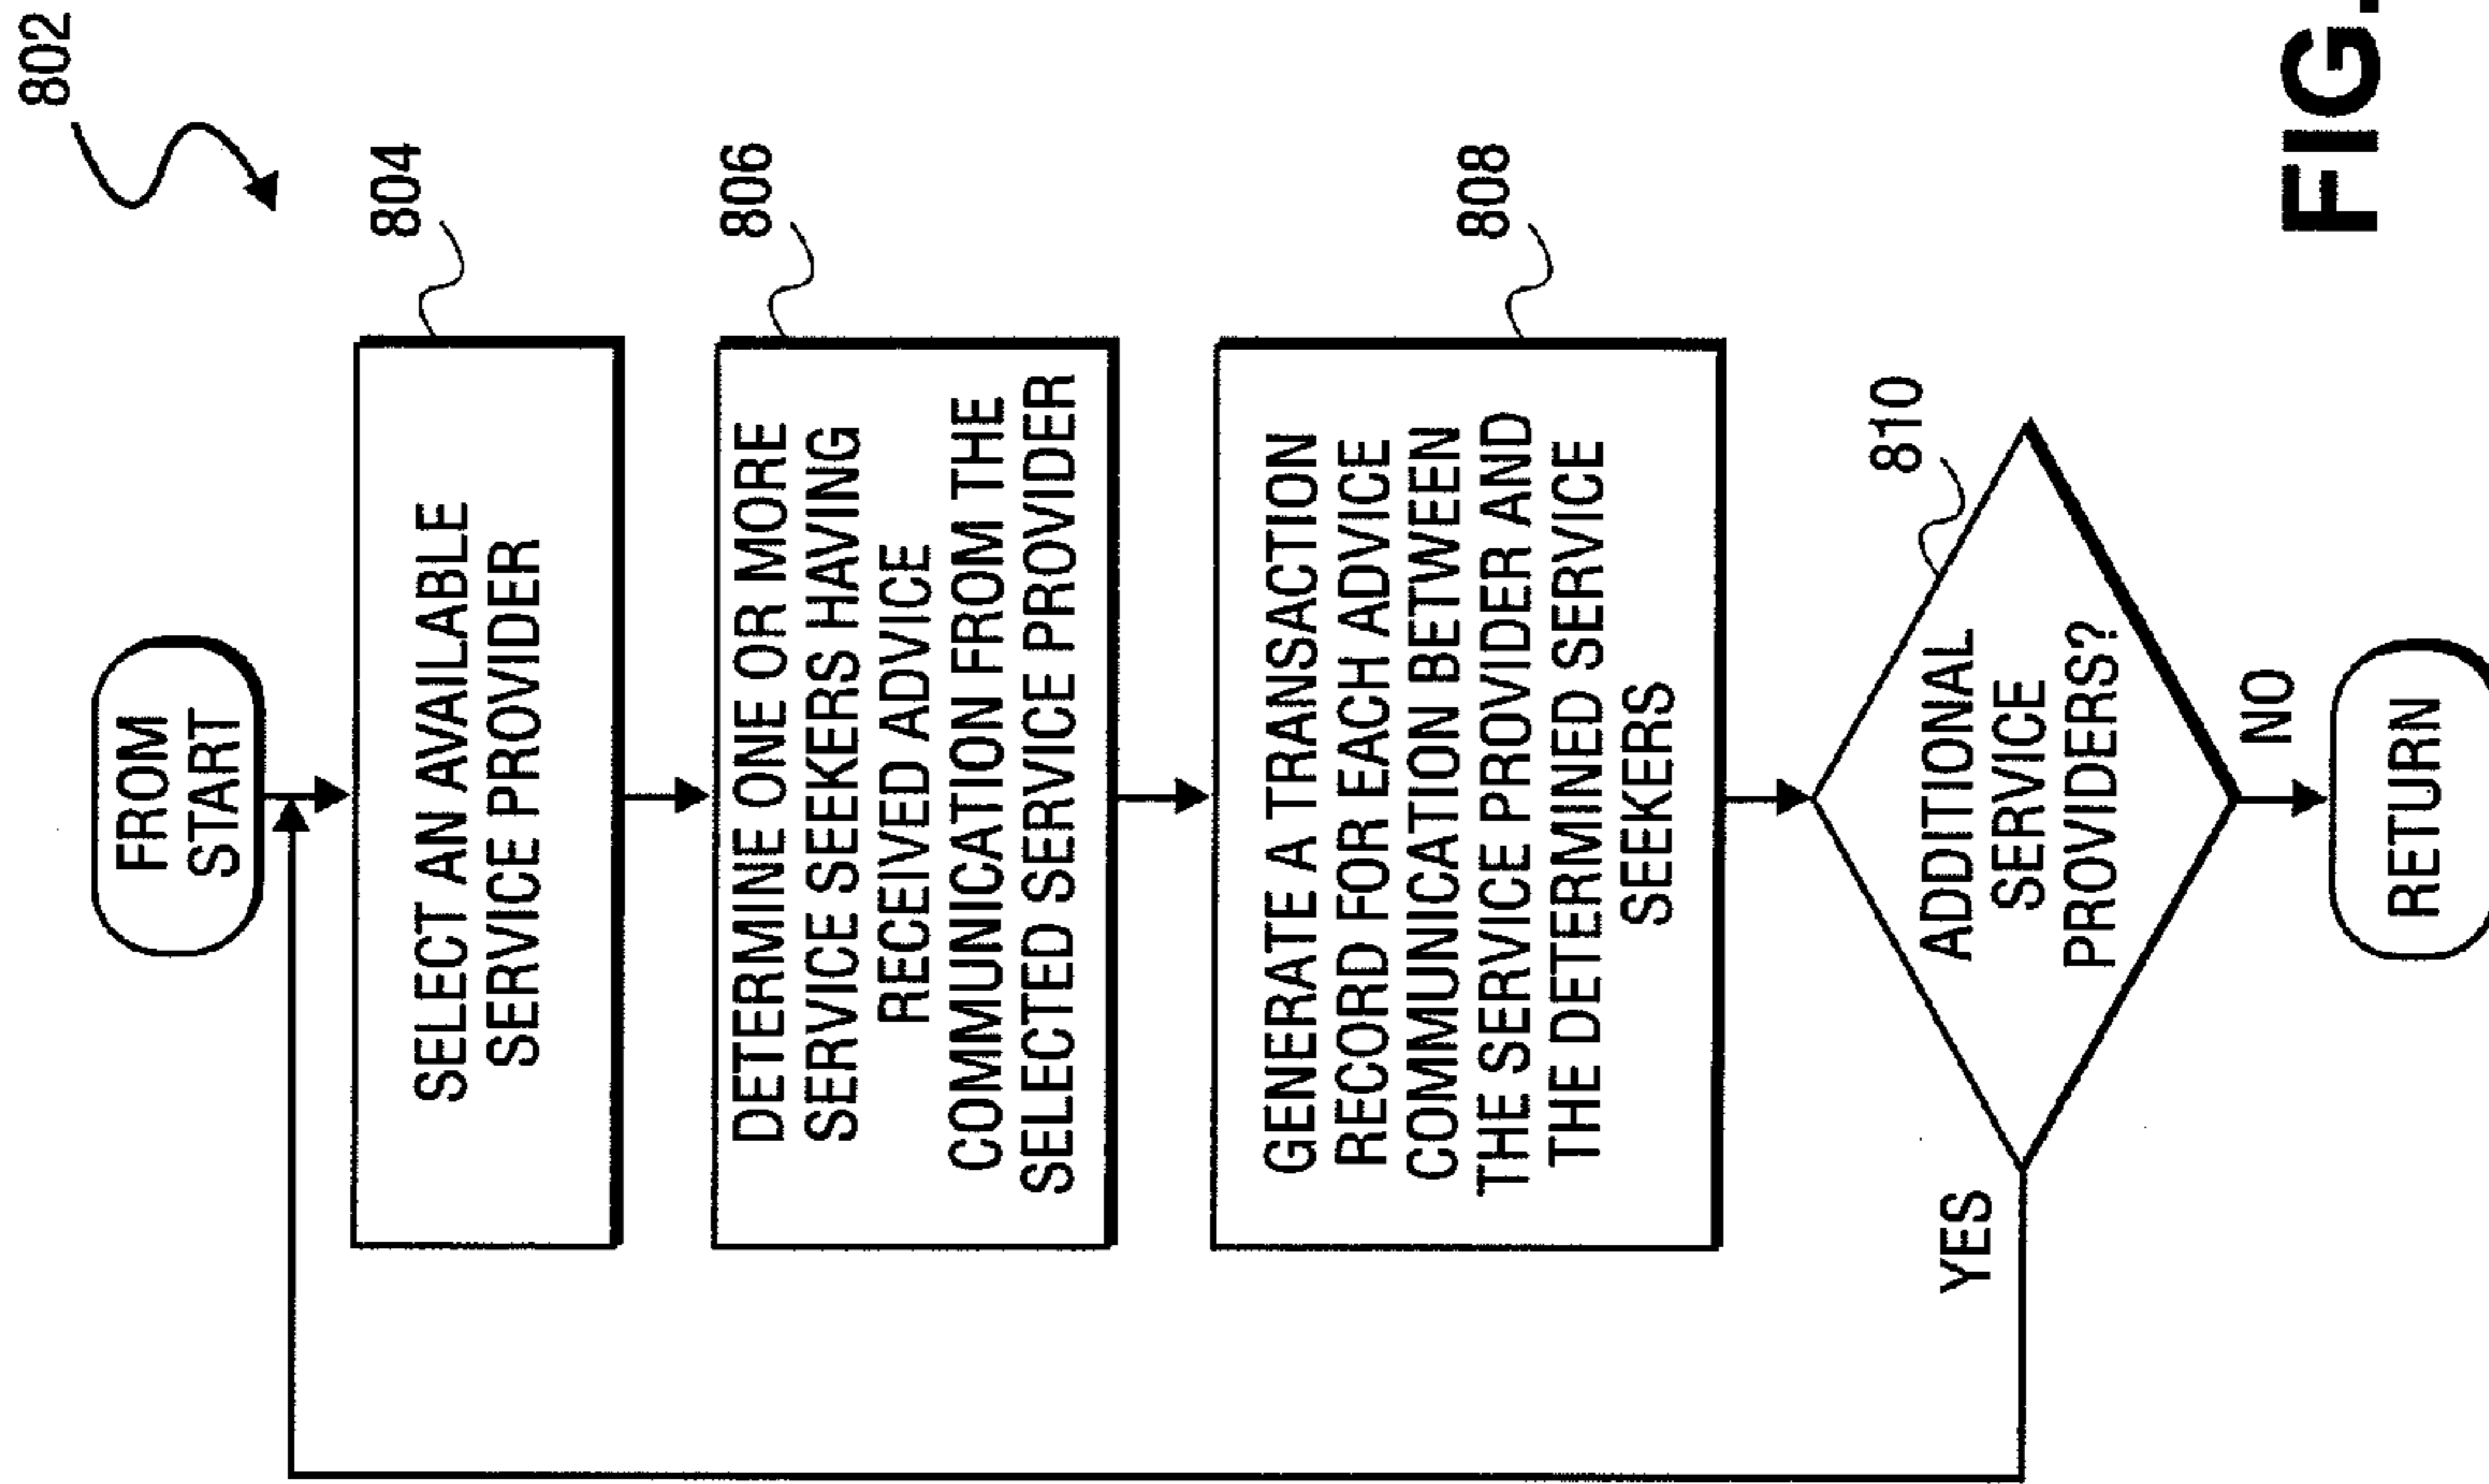 802
FROM
START
804
SELECT AN AVAILABLE
SERVICE PROVIDER
806
DETERMINE ONE OR MORE
SERVICE SEEKERS HAVING
RECEIVED ADVICE
COMMUNICATION FROM THE
SELECTED SERVICE PROVIDER
808
GENERATE A TRANSACTION
RECORD FOR EACH ADVICE
COMMUNICATION BETWEEN
THE SERVICE PROVIDER AND
THE DETERMINED SERVICE
SEEKERS
810
ADDITIONAL
SERVICE
PROVIDERS?
YES
NO
RETURN
FIG.